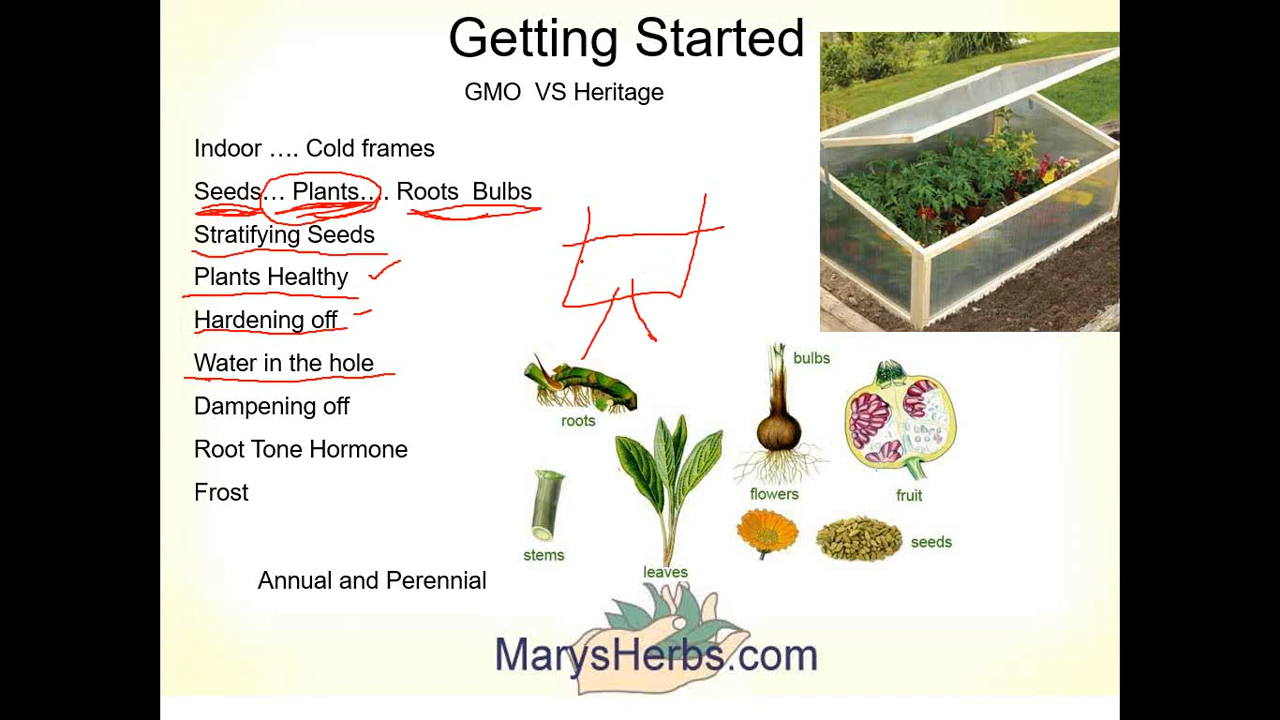 Getting Started
GMO VS Heritage
Indoor .... Cold frames
Seeds... Plants.... Roots Bulbs
Stratifying Seeds
Plants Healthy
Hardening off
Water in the hole
Dampening off
Root Tone Hormone
Frost
Annual and Perennial
bulbs
roots
flowers
fruit
stems
seeds
leaves
MarysHerbs.com